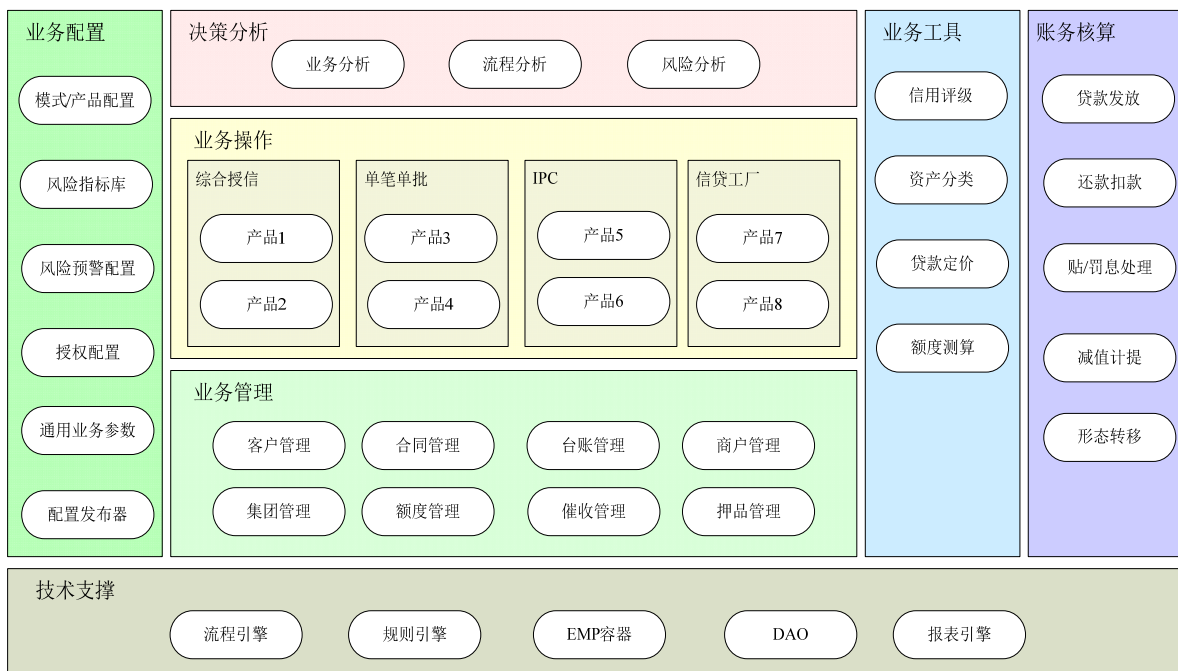 业务配置
模式/产品配置
风险指标库
风险预警配置
授权配置
通用业务参数
配置发布器
决策分析
业务分析
流程分析
风险分析
业务操作
综合授信
产品1
产品2
单笔单批
产品3
产品4
IPC
产品5
产品6
信贷工厂
产品7
产品8
业务管理
客户管理
合同管理
台账管理
商户管理
集团管理
额度管理
催收管理
押品管理
业务工具
信用评级
资产分类
贷款定价
额度测算
账务核算
贷款发放
还款扣款
贴/罚息处理
减值计提
形态转移
技术支撑
流程引擎
规则引擎
EMP容器
DAO
报表引擎